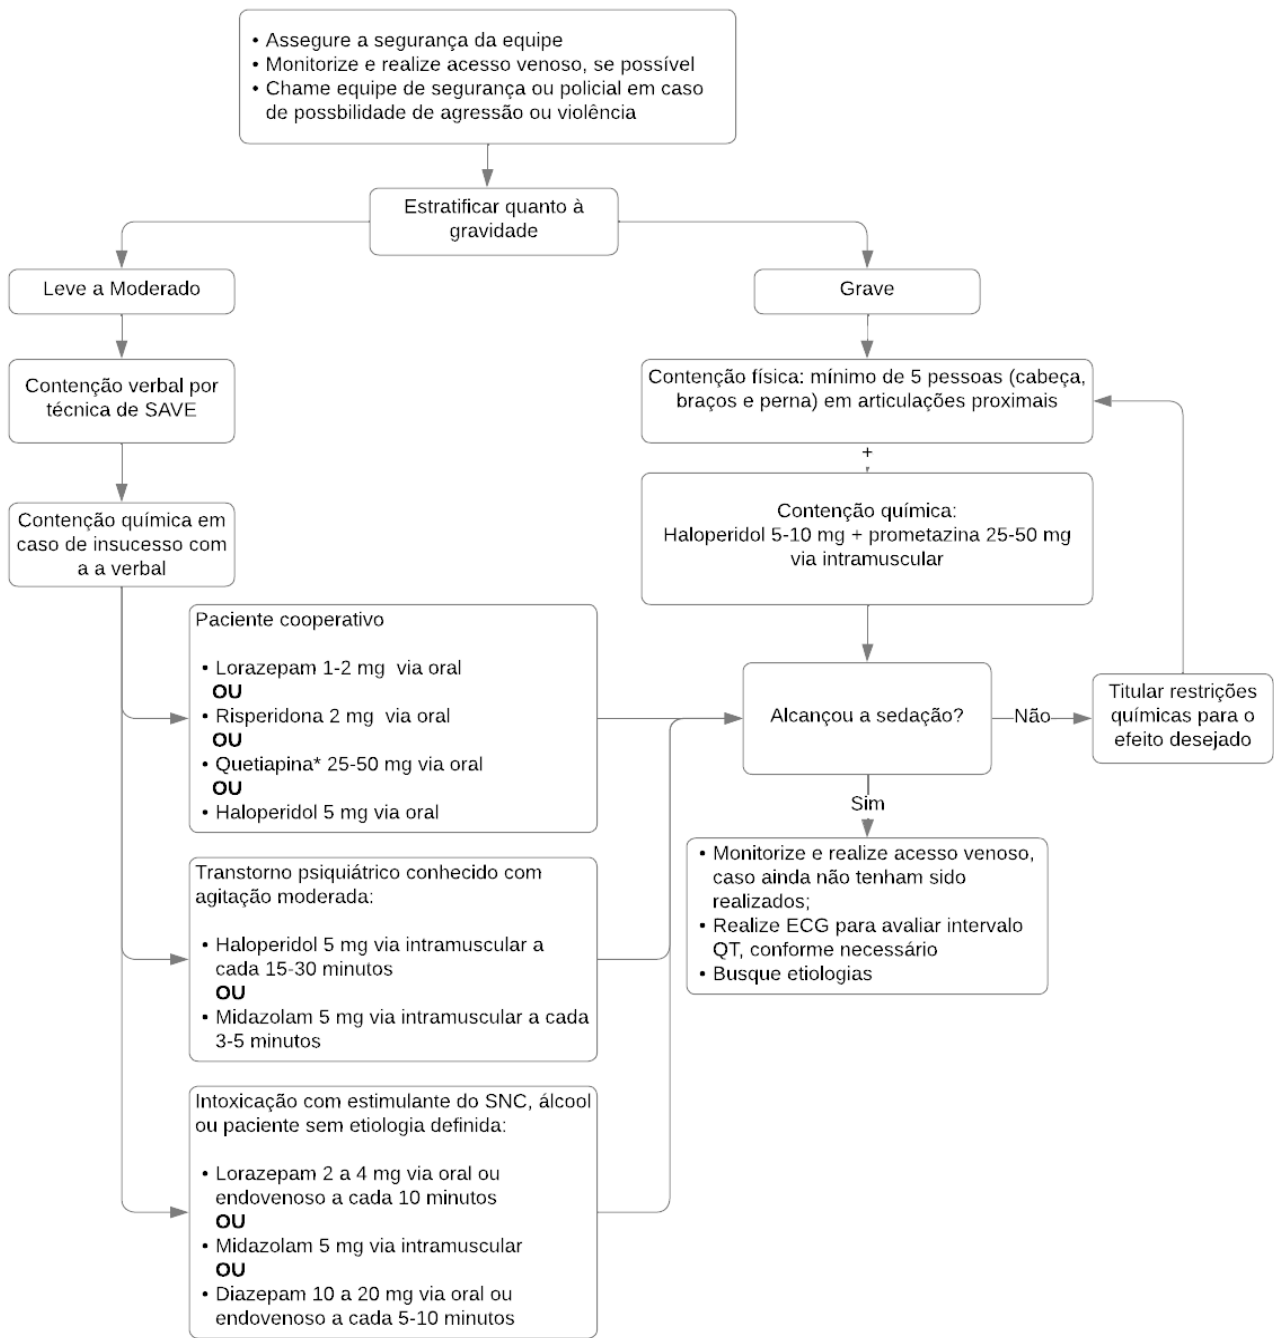 • Assegure a segurança da equipe
• Monitorize e realize acesso venoso, se possível
• Chame equipe de segurança ou policial em caso
de possbilidade de agressão ou violência
Estratificar quanto à
gravidade
Leve a Moderado
Grave
Contenção verbal por
técnica de SAVE
Contenção física: mínimo de 5 pessoas (cabeça,
braços e perna) em articulações proximais
+
Contenção química:
Haloperidol 5-10 mg + prometazina 25-50 mg
via intramuscular
Contenção química em
caso de insucesso com
a a verbal
Paciente cooperativo
• Lorazepam 1-2 mg via oral
OU
• Risperidona 2 mg via oral
OU
• Quetiapina* 25-50 mg via oral
OU
• Haloperidol 5 mg via oral
Alcançou a sedação?
Não
Titular restrições
químicas para o
efeito desejado
Sim
• Monitorize e realize acesso venoso,
caso ainda não tenham sido
realizados;
• Realize ECG para avaliar intervalo
QT, conforme necessário
• Busque etiologias
Transtorno psiquiátrico conhecido com
agitação moderada:
• Haloperidol 5 mg via intramuscular a
cada 15-30 minutos
OU
• Midazolam 5 mg via intramuscular a cada
3-5 minutos
Intoxicação com estimulante do SNC, álcool
ou paciente sem etiologia definida:
• Lorazepam 2 a 4 mg via oral ou
endovenoso a cada 10 minutos
OU
• Midazolam 5 mg via intramuscular
OU
• Diazepam 10 a 20 mg via oral ou
endovenoso a cada 5-10 minutos